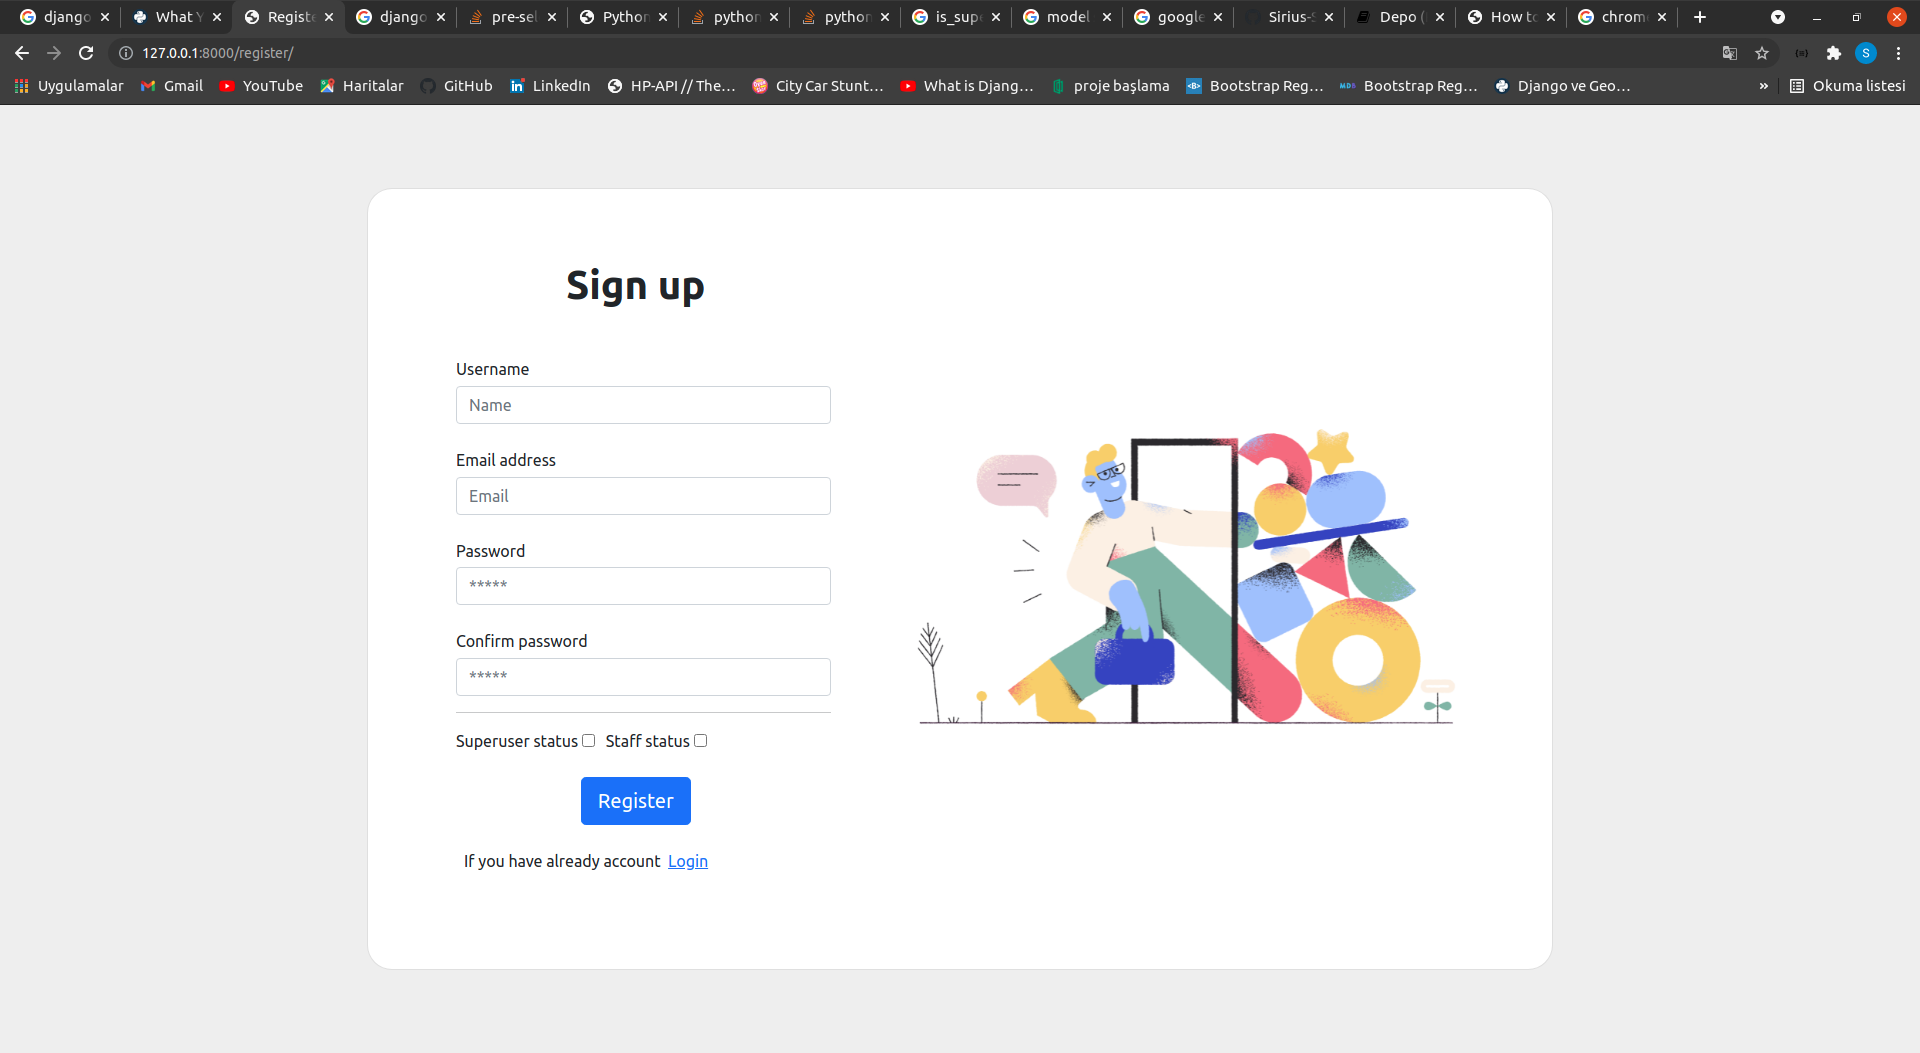 django
What Y
Registe
django
pre-sel
Python
python
python
is_supe
model
google
Sirius-S
Depo (
How to
chrome
127.0.0.1:8000/register/
S
Uygulamalar
Gmail
YouTube
Haritalar
GitHub
LinkedIn
HP-API // The...
City Car Stunt...
What is Djang...
proje başlama
Bootstrap Reg...
Bootstrap Reg...
Django ve Geo...
»
Okuma listesi
Sign up
Username
Name
Email address
Email
Password
*****
Confirm password
*****
Superuser status Staff status
Register
If you have already account Login